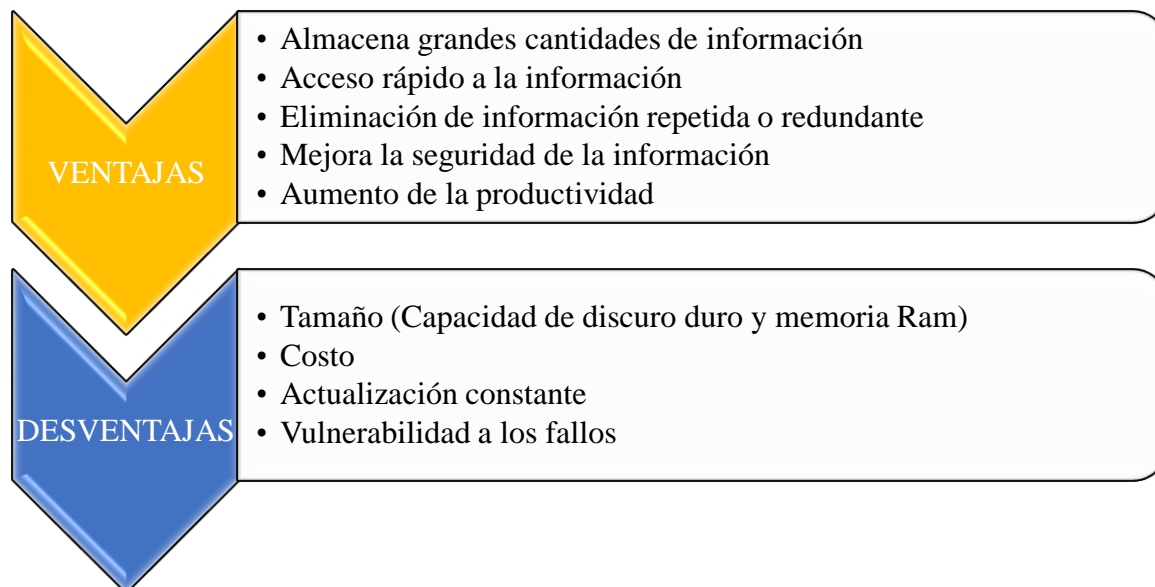 VENTAJAS
• Almacena grandes cantidades de información
• Acceso rápido a la información
• Eliminación de información repetida o redundante
• Mejora la seguridad de la información
• Aumento de la productividad
DESVENTAJAS
• Tamaño (Capacidad de discuro duro y memoria Ram)
• Costo
• Actualización constante
• Vulnerabilidad a los fallos